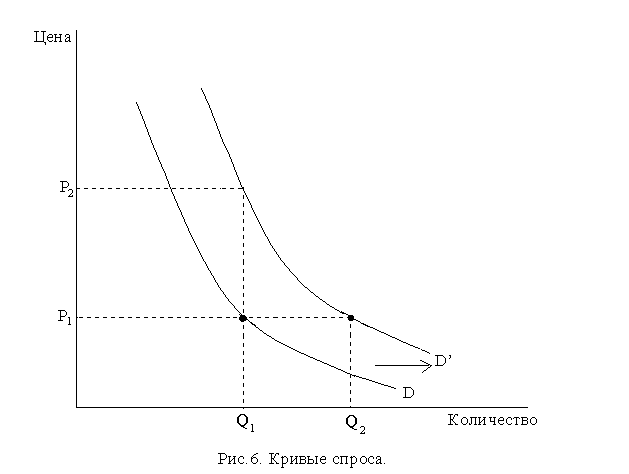 Цена
P2
P1
D’
D
Q1
Q2
Количество
Рис.6. Кривые спроса.